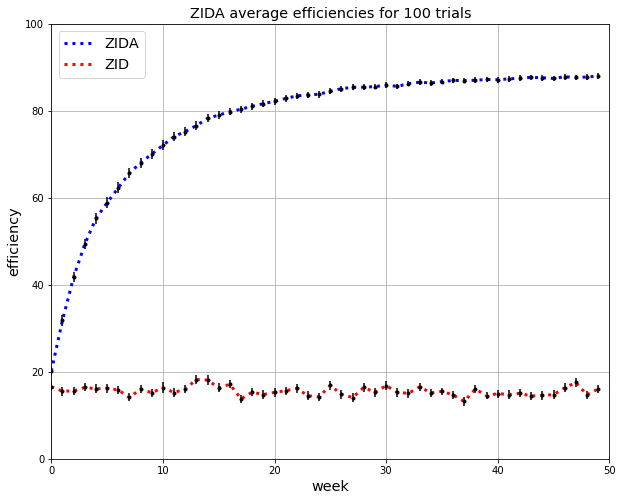 ZIDA average efficiencies for 100 trials
100
ZIDA
ZID
80
60
efficiency
40
20
0
0 10 20 30 40 50
week